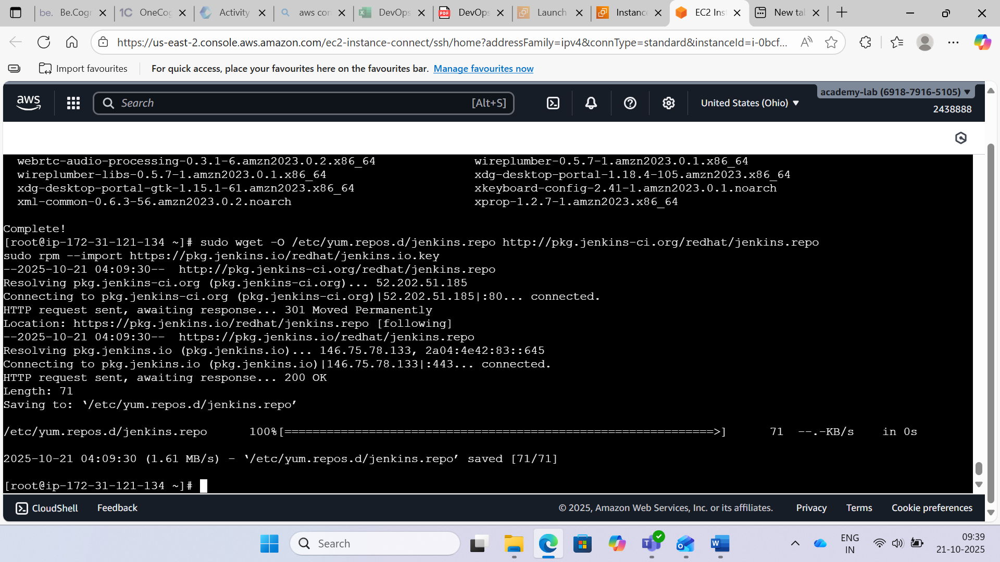 be. Be.Cogr
1C OneCog
Activity
aws con
DevOps
PDF DevOps
Launch
Instance
EC2 Inst
New tab
https://us-east-2.console.aws.amazon.com/ec2-instance-connect/ssh/home?addressFamily=ipv4&connType=standard&instanceId=i-0bcf...
Import favourites
For quick access, place your favourites here on the favourites bar. Manage favourites now
aws
Search [Alt+S]
United States (Ohio)
academy-lab (6918-7916-5105)
2438888
webrtc-audio-processing-0.3.1-6.amzn2023.0.2.x86_64 wireplumber-0.5.7-1.amzn2023.0.1.x86_64
wireplumber-libs-0.5.7-1.amzn2023.0.1.x86_64 xdg-desktop-portal-1.18.4-105.amzn2023.x86_64
xdg-desktop-portal-gtk-1.15.1-61.amzn2023.x86_64 xkeyboard-config-2.41-1.amzn2023.0.1.noarch
xml-common-0.6.3-56.amzn2023.0.2.noarch xprop-1.2.7-1.amzn2023.x86_64
Complete!
[root@ip-172-31-121-134 ~]# sudo wget -O /etc/yum.repos.d/jenkins.repo http://pkg.jenkins-ci.org/redhat/jenkins.repo
sudo rpm --import https://pkg.jenkins.io/redhat/jenkins.io.key
--2025-10-21 04:09:30-- http://pkg.jenkins-ci.org/redhat/jenkins.repo
Resolving pkg.jenkins-ci.org (pkg.jenkins-ci.org)... 52.202.51.185
Connecting to pkg.jenkins-ci.org (pkg.jenkins-ci.org)|52.202.51.185|:80... connected.
HTTP request sent, awaiting response... 301 Moved Permanently
Location: https://pkg.jenkins.io/redhat/jenkins.repo [following]
--2025-10-21 04:09:30-- https://pkg.jenkins.io/redhat/jenkins.repo
Resolving pkg.jenkins.io (pkg.jenkins.io)... 146.75.78.133, 2a04:4e42:83::645
Connecting to pkg.jenkins.io (pkg.jenkins.io)|146.75.78.133|:443... connected.
HTTP request sent, awaiting response... 200 OK
Length: 71
Saving to: ‘/etc/yum.repos.d/jenkins.repo’
/etc/yum.repos.d/jenkins.repo 100%[=============================================================>] 71 --.-KB/s in 0s
2025-10-21 04:09:30 (1.61 MB/s) - ‘/etc/yum.repos.d/jenkins.repo’ saved [71/71]
[root@ip-172-31-121-134 ~]#
CloudShell Feedback © 2025, Amazon Web Services, Inc. or its affiliates. Privacy Terms Cookie preferences
Search
ENG
IN
09:39
21-10-2025